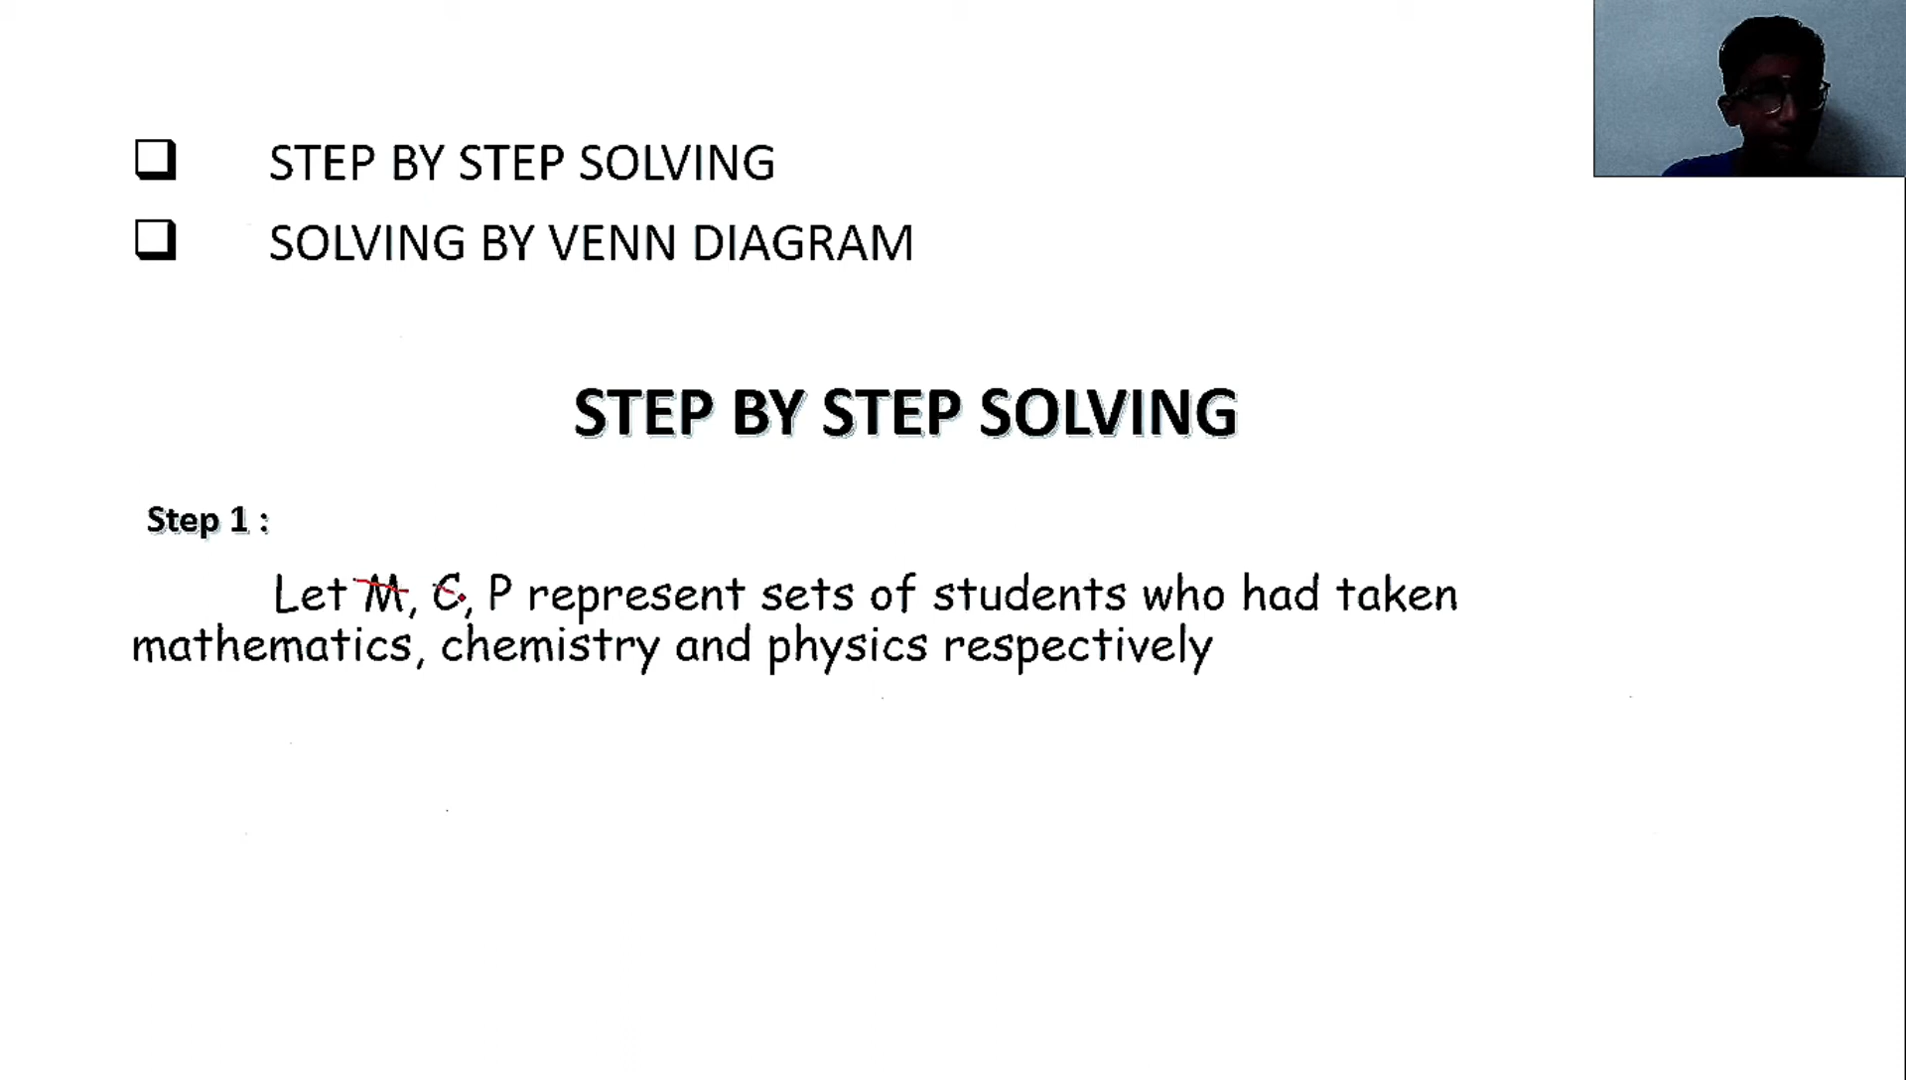 STEP BY STEP SOLVING
SOLVING BY VENN DIAGRAM
STEP BY STEP SOLVING
Step 1 :
Let M, C, P represent sets of students who had taken
mathematics, chemistry and physics respectively